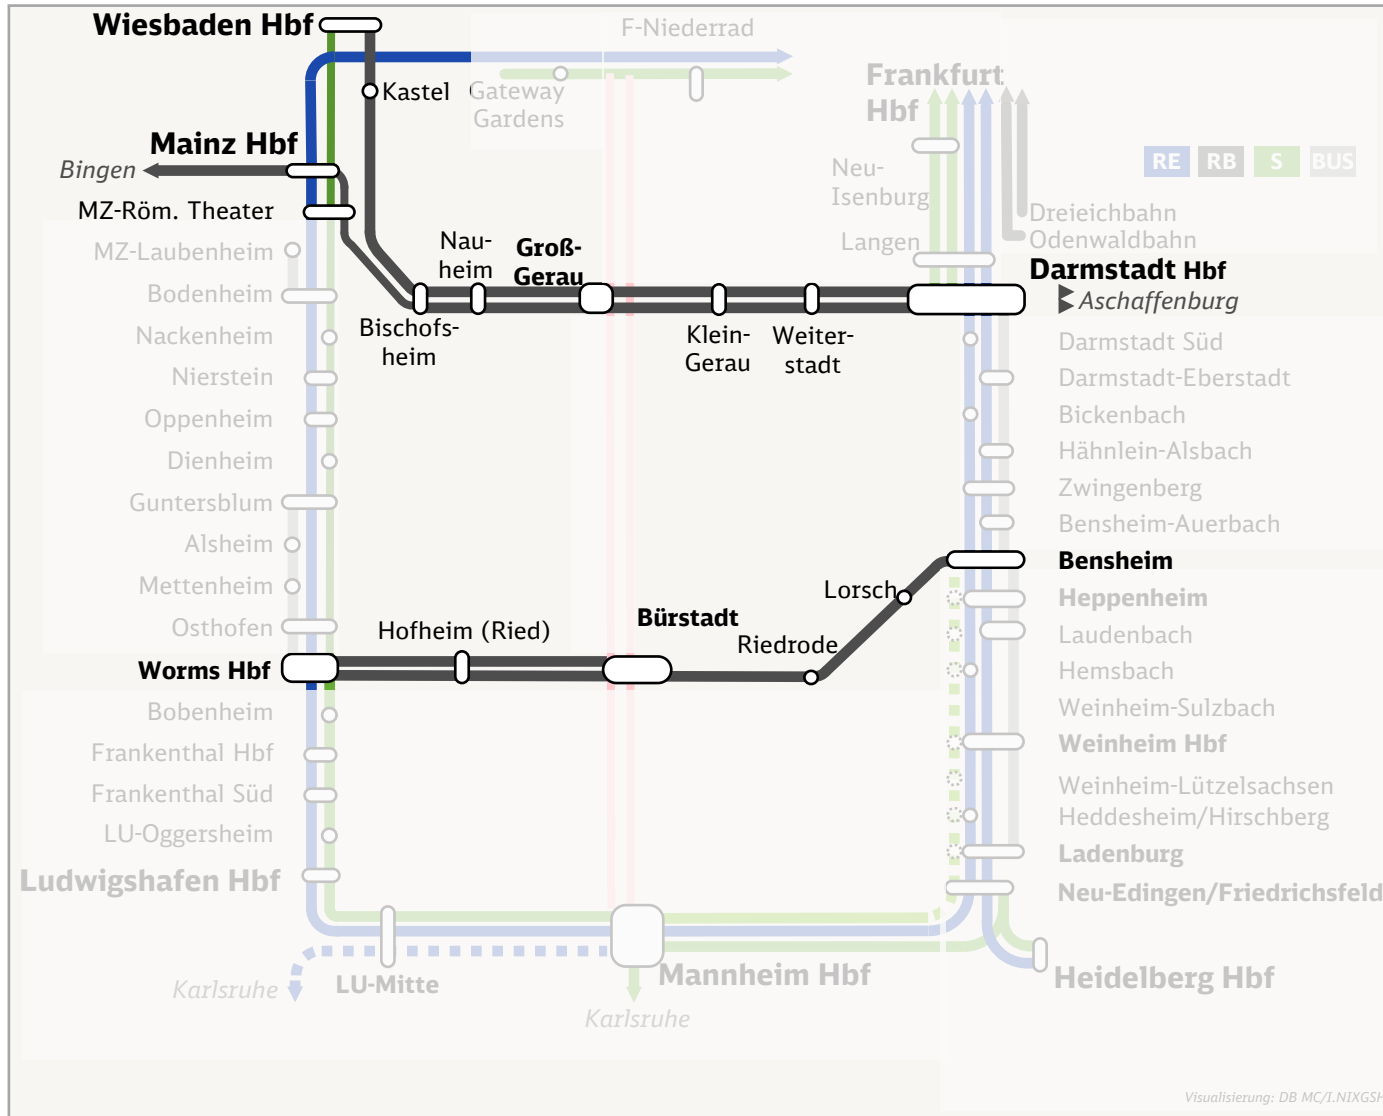 Wiesbaden Hbf
F-Niederrad
Kastel
Gateway
Gardens
Frankfurt
Hbf
Mainz Hbf
Bingen
Neu-
Isenburg
RE RB S BUS
MZ-Röm. Theater
Dreieichbahn
Odenwaldbahn
Langen
MZ-Laubenheim
Nau-
heim
Groß-
Gerau
Darmstadt Hbf
Aschaffenburg
Bodenheim
Bischofs-
heim
Klein-
Gerau
Weiter-
stadt
Nackenheim
Darmstadt Süd
Nierstein
Darmstadt-Eberstadt
Oppenheim
Bickenbach
Dienheim
Hähnlein-Alsbach
Guntersblum
Zwingenberg
Alsheim
Bensheim-Auerbach
Mettenheim
Bensheim
Lorsch
Heppenheim
Osthofen
Hofheim (Ried)
Bürstadt
Riedrode
Laudenbach
Worms Hbf
Hemsbach
Bobenheim
Weinheim-Sulzbach
Frankenthal Hbf
Weinheim Hbf
Frankenthal Süd
Weinheim-Lützelsachsen
LU-Oggersheim
Heddesheim/Hirschberg
Ladenburg
Ludwigshafen Hbf
Neu-Edingen/Friedrichsfeld
Karlsruhe
LU-Mitte
Mannheim Hbf
Heidelberg Hbf
Karlsruhe
Visualisierung: DB MC/I.NIXGSH